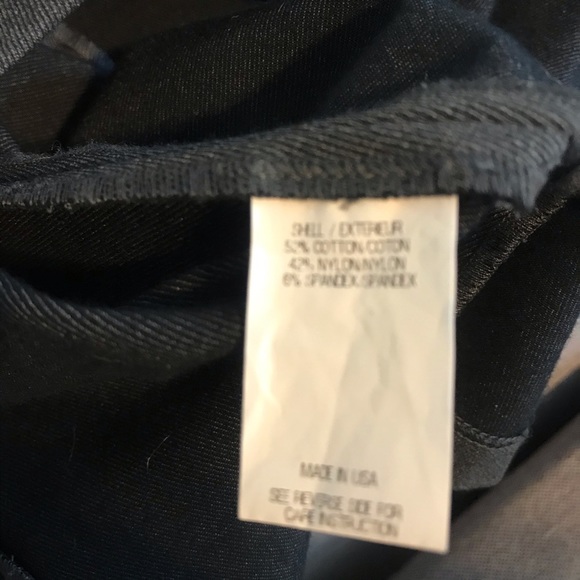 SHELL / EXTERIEUR
52% COTTON/COTON
42% NYLON/NYLON
6% SPANDEX/SPANDEX
MADE IN USA
SEE REVERSE SIDE FOR
CARE INSTRUCTION